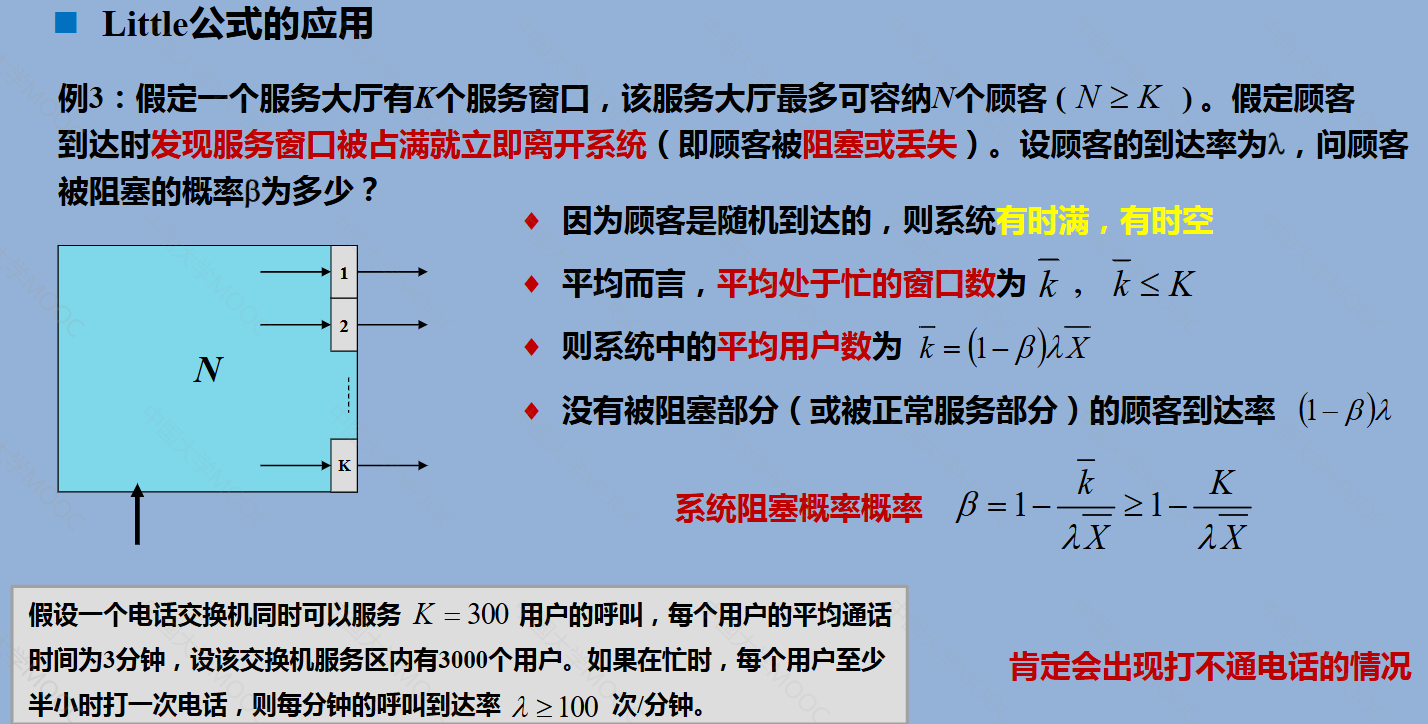 Little公式的应用
例3：假定一个服务大厅有K个服务窗口，该服务大厅最多可容纳N个顾客 ( N ≥ K )。假定顾客
到达时发现服务窗口被占满就立即离开系统（即顾客被阻塞或丢失）。设顾客的到达率为λ，问顾客
被阻塞的概率β为多少？
因为顾客是随机到达的，则系统有时满，有时空
平均而言，平均处于忙的窗口数为 k̅ ， k̅ ≤ K
则系统中的平均用户数为 k̅ = (1−β)λX̅
没有被阻塞部分（或被正常服务部分）的顾客到达率 (1−β)λ
1
2
N
K
系统阻塞概率概率 β = 1 − k̅/(λX̅) ≥ 1 − K/(λX̅)
假设一个电话交换机同时可以服务 K = 300 用户的呼叫，每个用户的平均通话
时间为3分钟，设该交换机服务区内有3000个用户。如果在忙时，每个用户至少
半小时打一次电话，则每分钟的呼叫到达率 λ ≥ 100 次/分钟。
肯定会出现打不通电话的情况